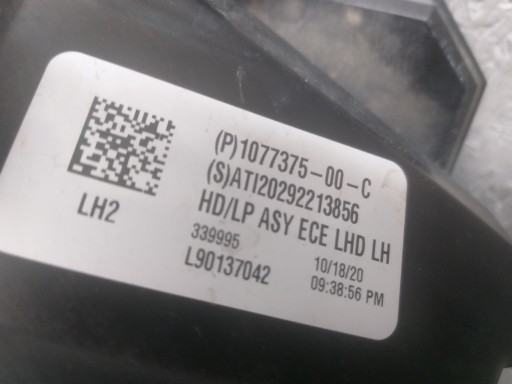 (P)1077375-00-C
(S)ATI20292213856
HD/LP ASY ECE LHD LH
LH2
339995
10/18/20
L90137042
09:38:56 PM